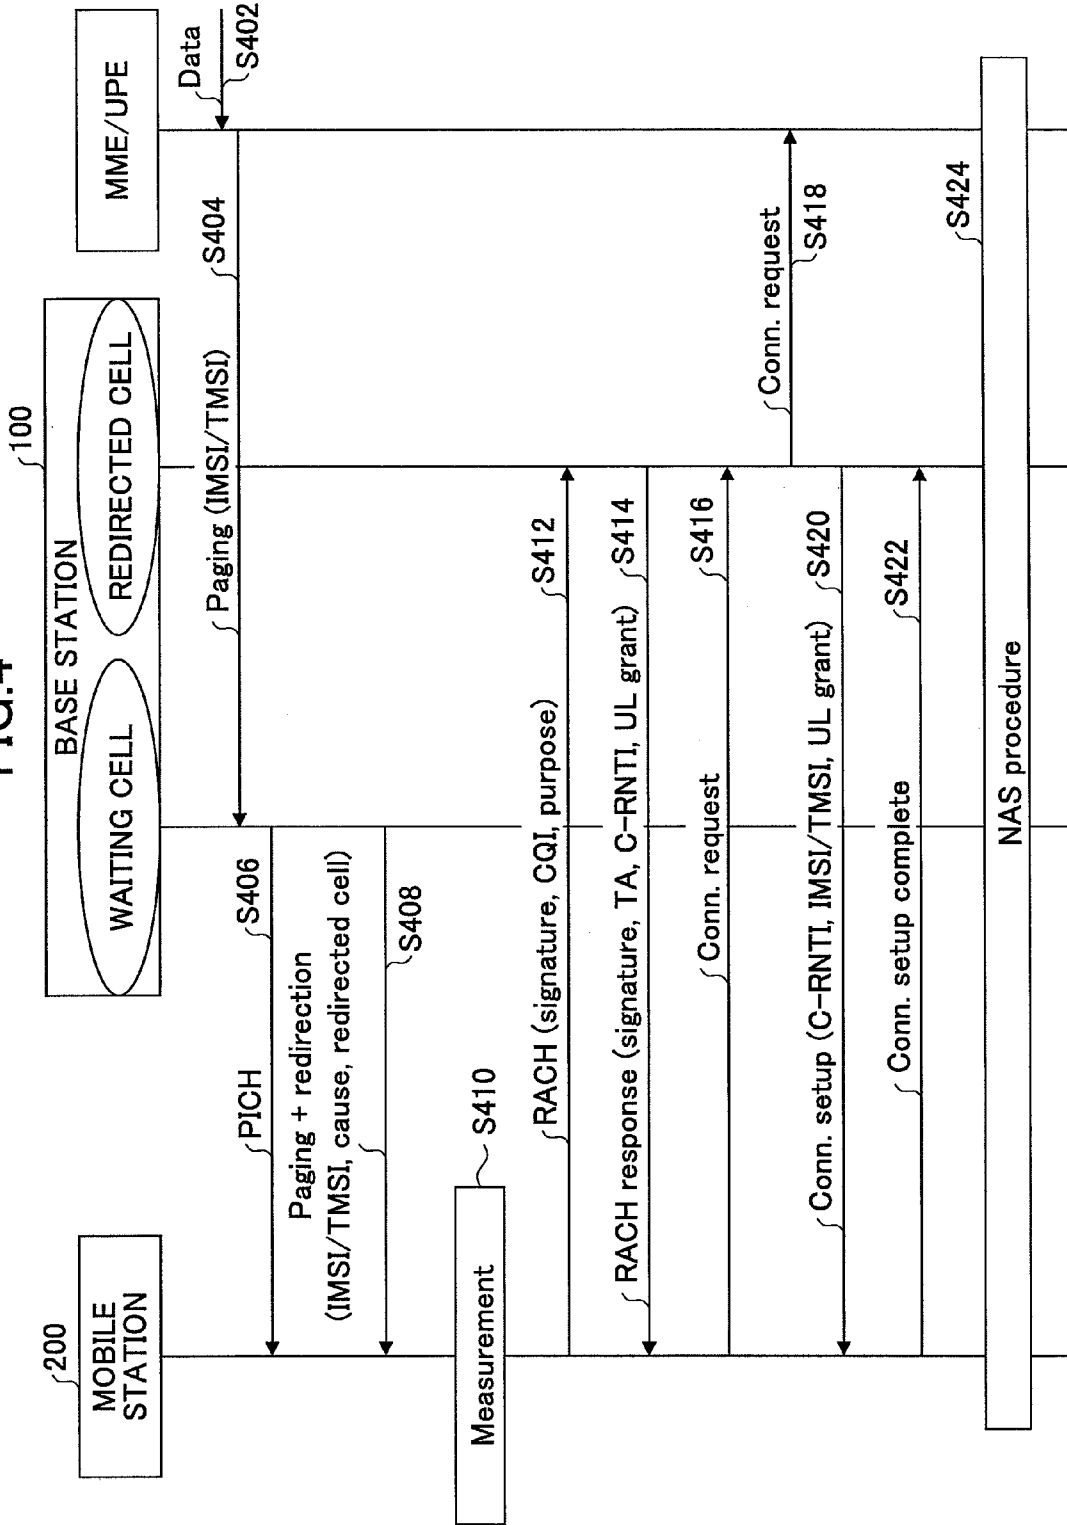 FIG.4
200
MOBILE
STATION
100
BASE STATION
WAITING CELL
REDIRECTED CELL
MME/UPE
Data
S402
Paging (IMSI/TMSI)
S404
PICH
S406
Paging + redirection
(IMSI/TMSI, cause, redirected cell)
S408
Measurement
S410
RACH (signature, CQI, purpose)
S412
RACH response (signature, TA, C-RNTI, UL grant)
S414
Conn. request
S416
Conn. request
S418
Conn. setup (C-RNTI, IMSI/TMSI, UL grant)
S420
Conn. setup complete
S422
NAS procedure
S424